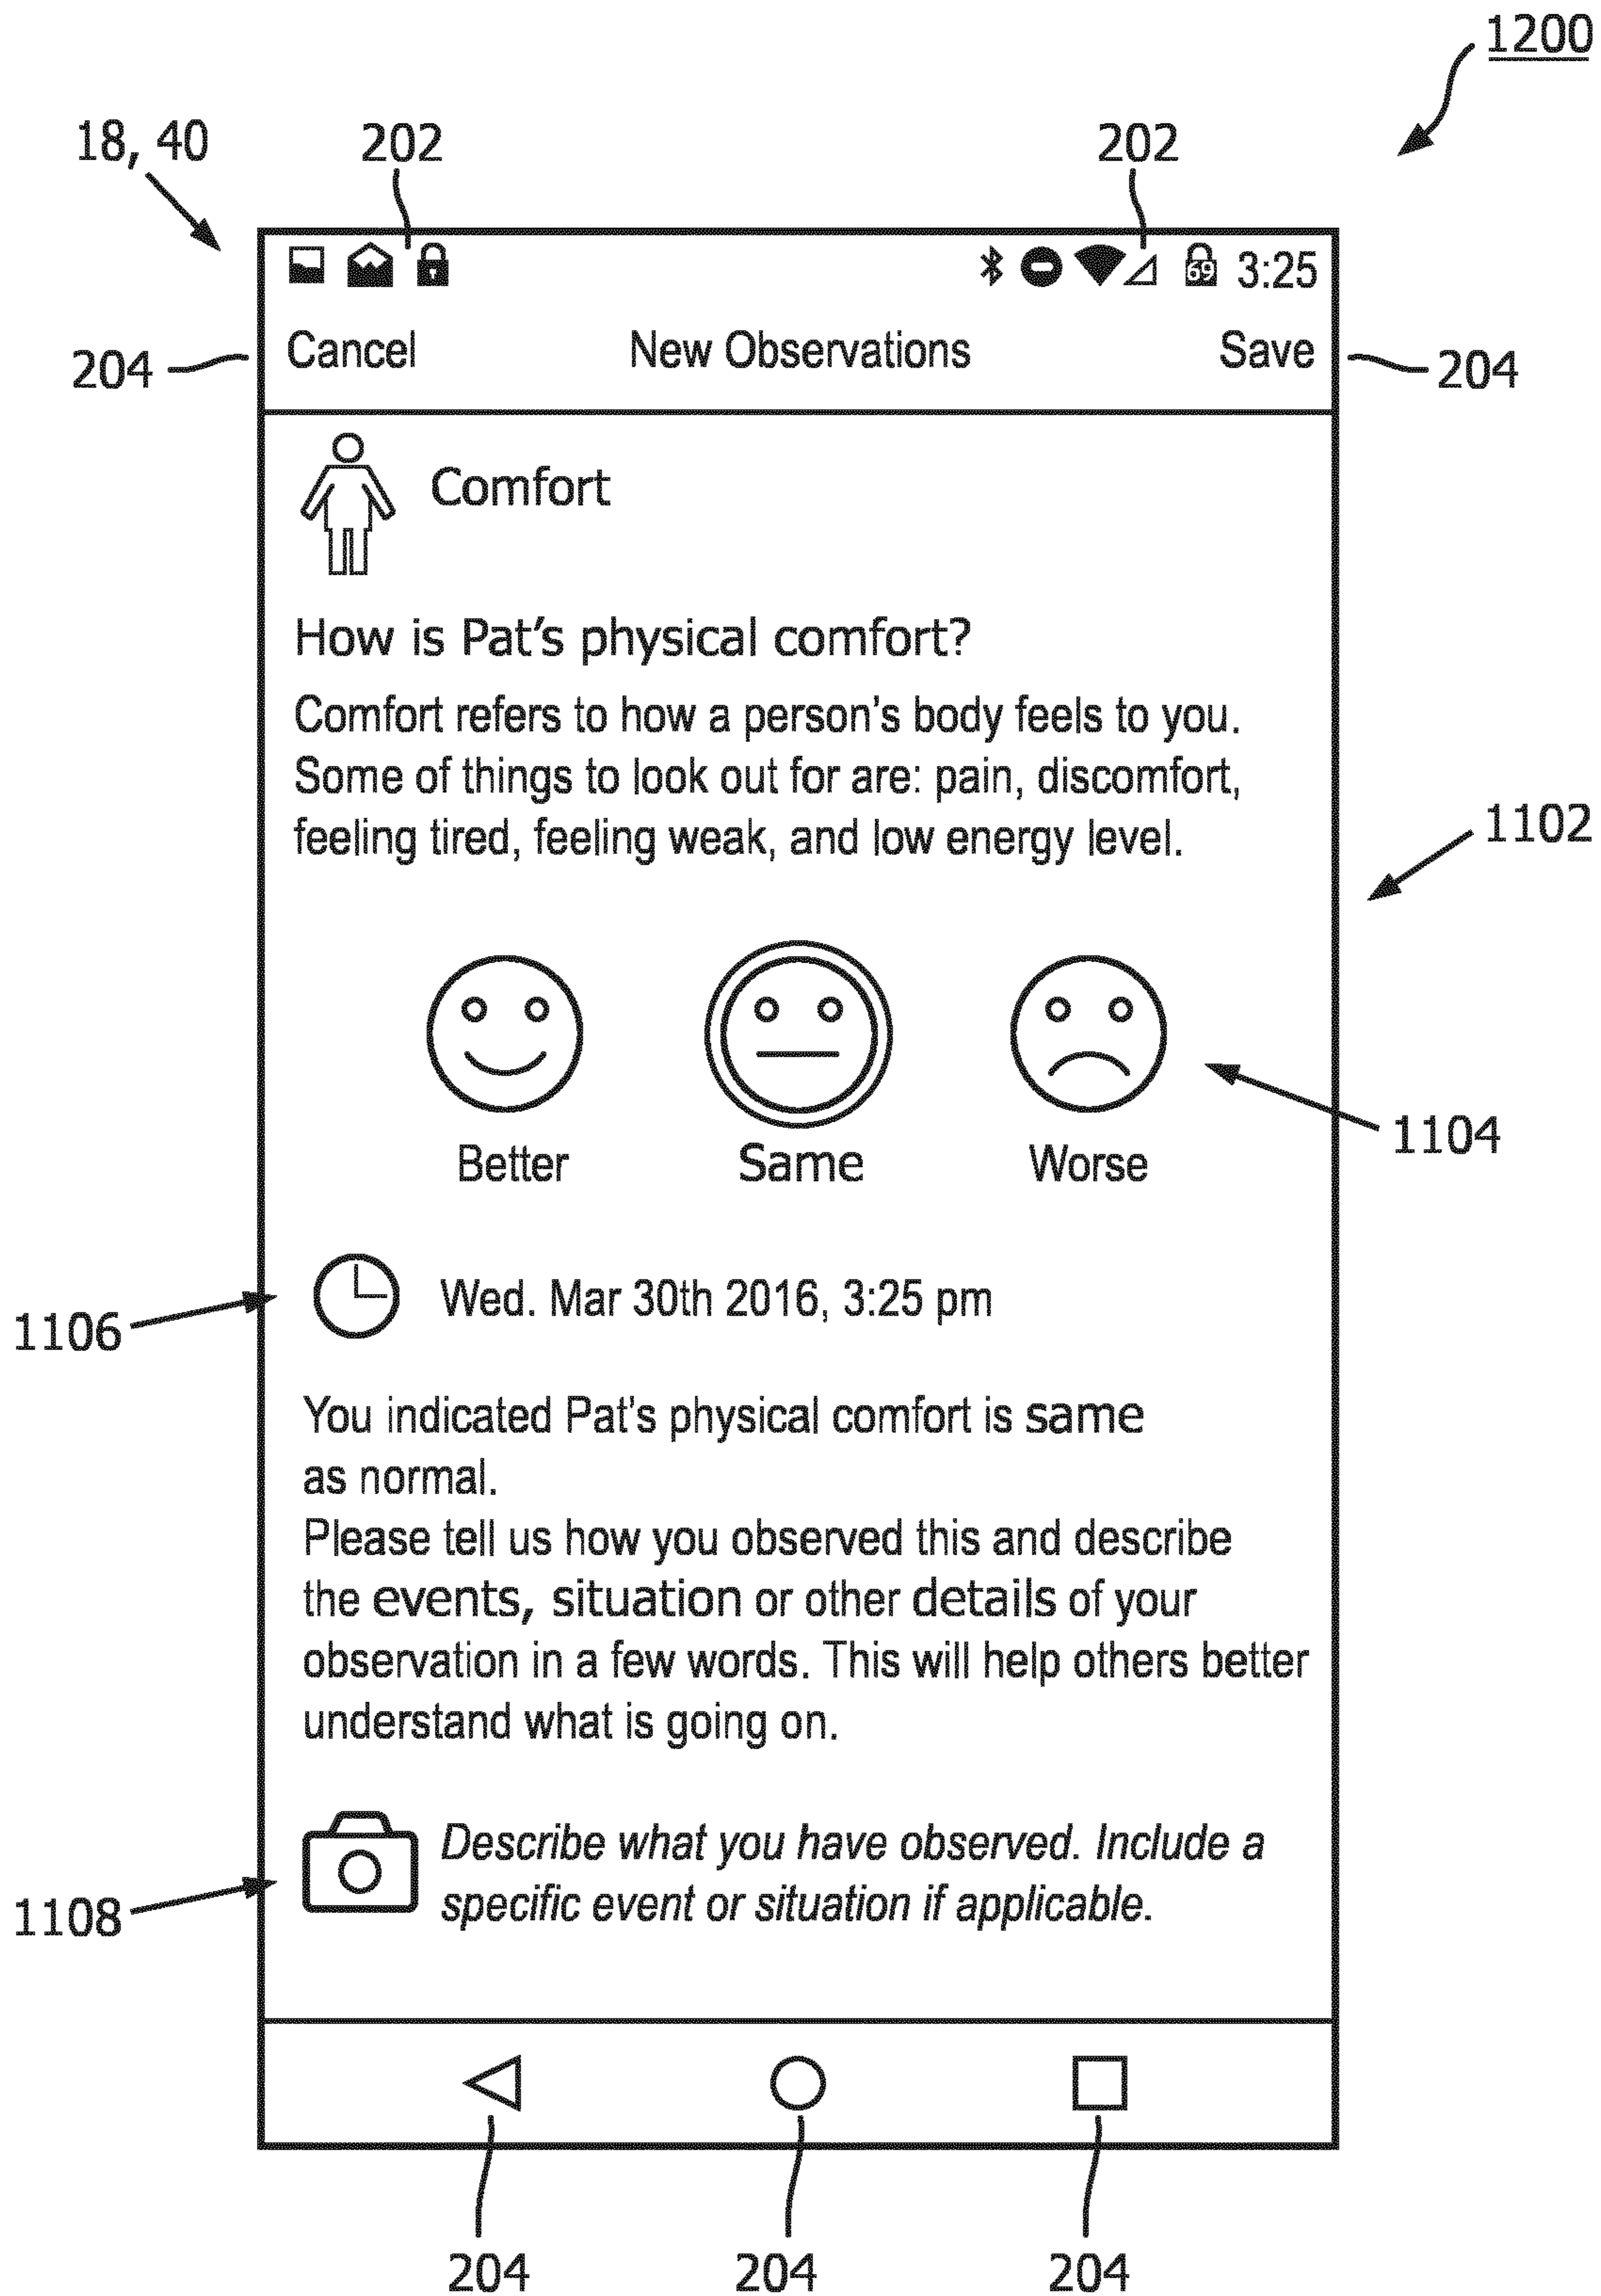 1200
18, 40
202
202
69 3:25
204
Cancel New Observations Save
204
Comfort
How is Pat's physical comfort?
Comfort refers to how a person's body feels to you.
Some of things to look out for are: pain, discomfort,
feeling tired, feeling weak, and low energy level.
1102
Better Same Worse
1104
1106
Wed. Mar 30th 2016, 3:25 pm
You indicated Pat's physical comfort is same
as normal.
Please tell us how you observed this and describe
the events, situation or other details of your
observation in a few words. This will help others better
understand what is going on.
1108
Describe what you have observed. Include a
specific event or situation if applicable.
204 204 204